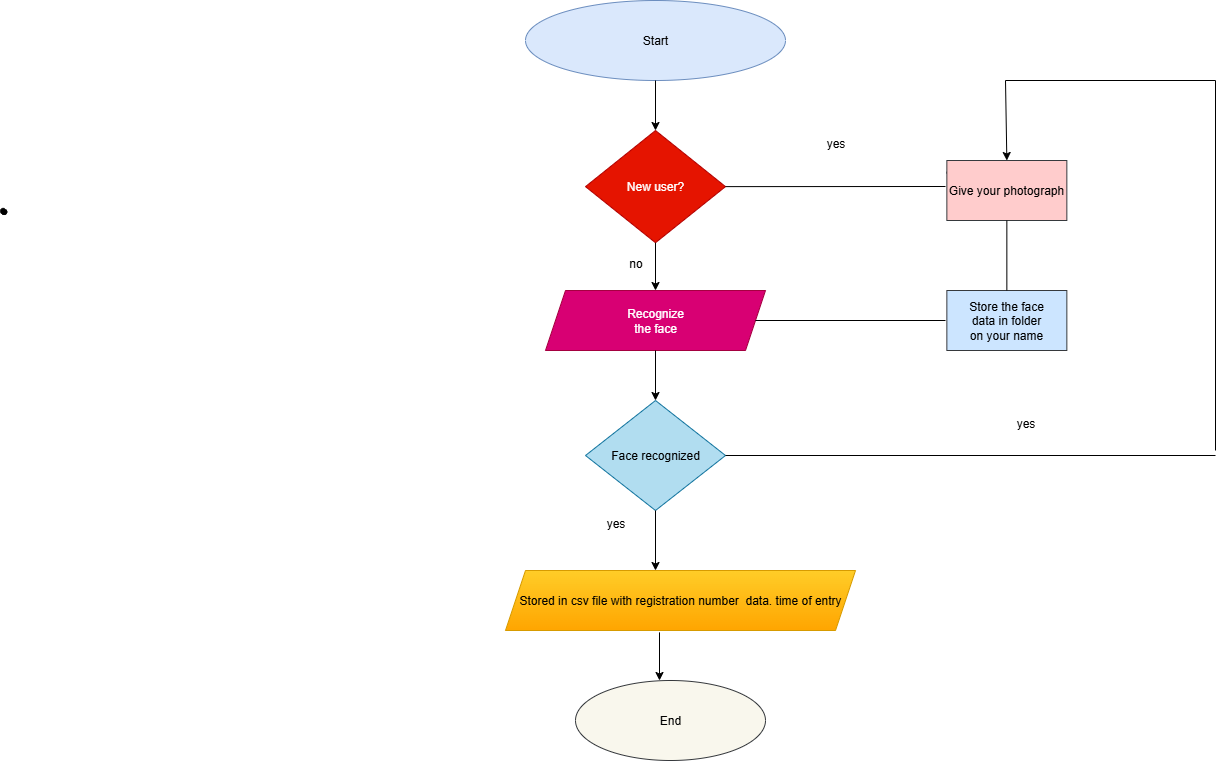 Start
yes
New user?
Give your photograph
no
Recognize
the face
Store the face
data in folder
on your name
yes
Face recognized
yes
Stored in csv file with registration number data. time of entry
End